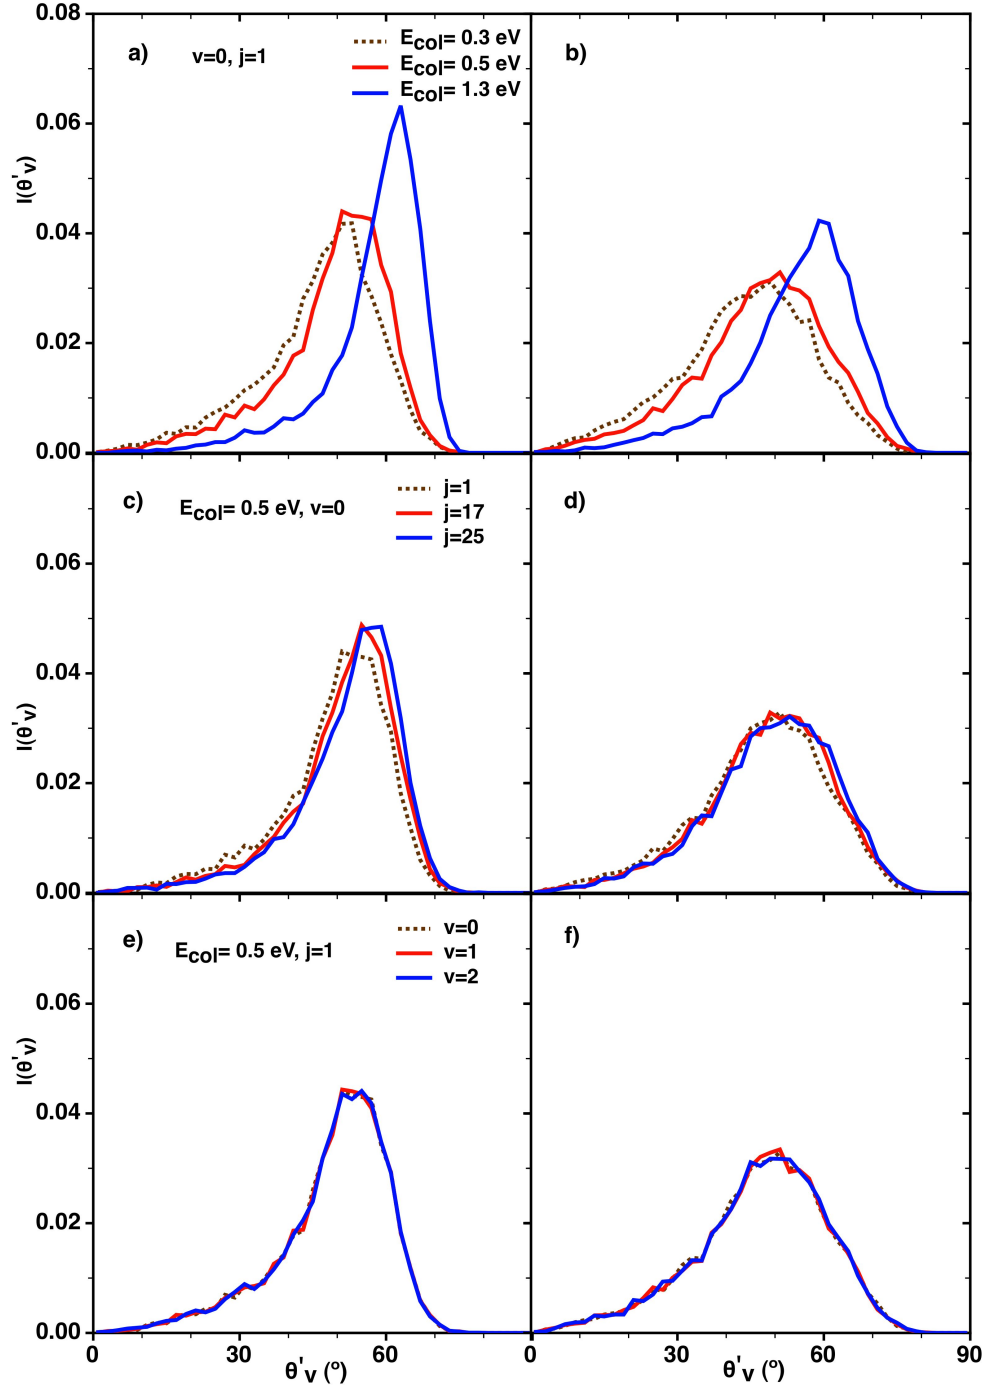 0.08
a)
v=0, j=1
Ecol= 0.3 eV
Ecol= 0.5 eV
Ecol= 1.3 eV
b)
0.06
0.04
0.02
0.00
I(θ'v)
c)
Ecol= 0.5 eV, v=0
j=1
j=17
j=25
d)
0.06
0.04
0.02
0.00
I(θ'v)
e)
Ecol= 0.5 eV, j=1
v=0
v=1
v=2
f)
0.06
0.04
0.02
0.00
I(θ'v)
0 30 60 0 30 60 90
θ'v (º) θ'v (º)